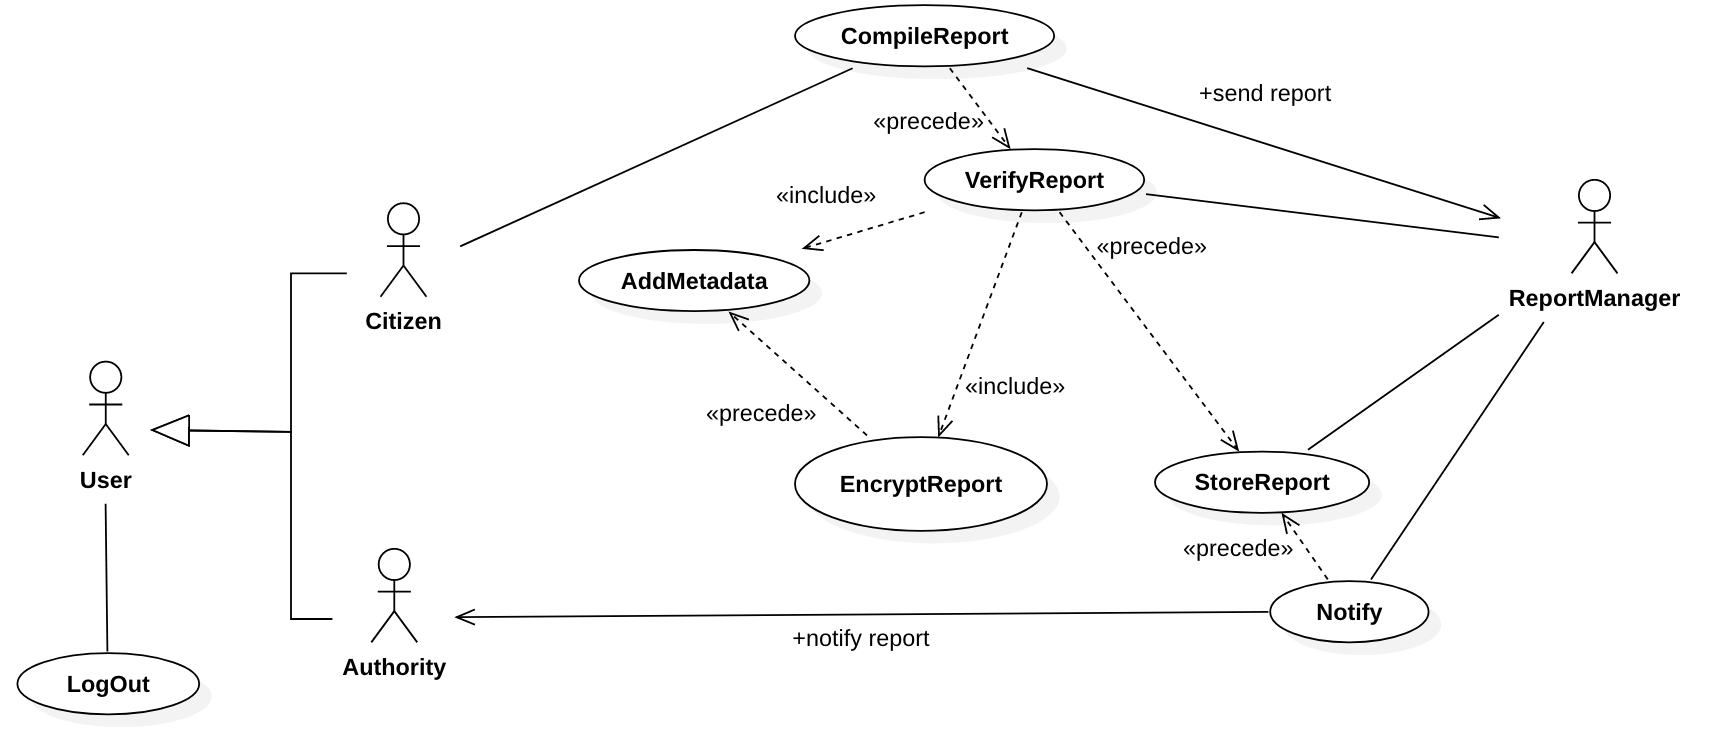 CompileReport
+send report
«precede»
VerifyReport
«include»
«precede»
AddMetadata
ReportManager
Citizen
«include»
«precede»
User
EncryptReport
StoreReport
«precede»
Notify
+notify report
Authority
LogOut